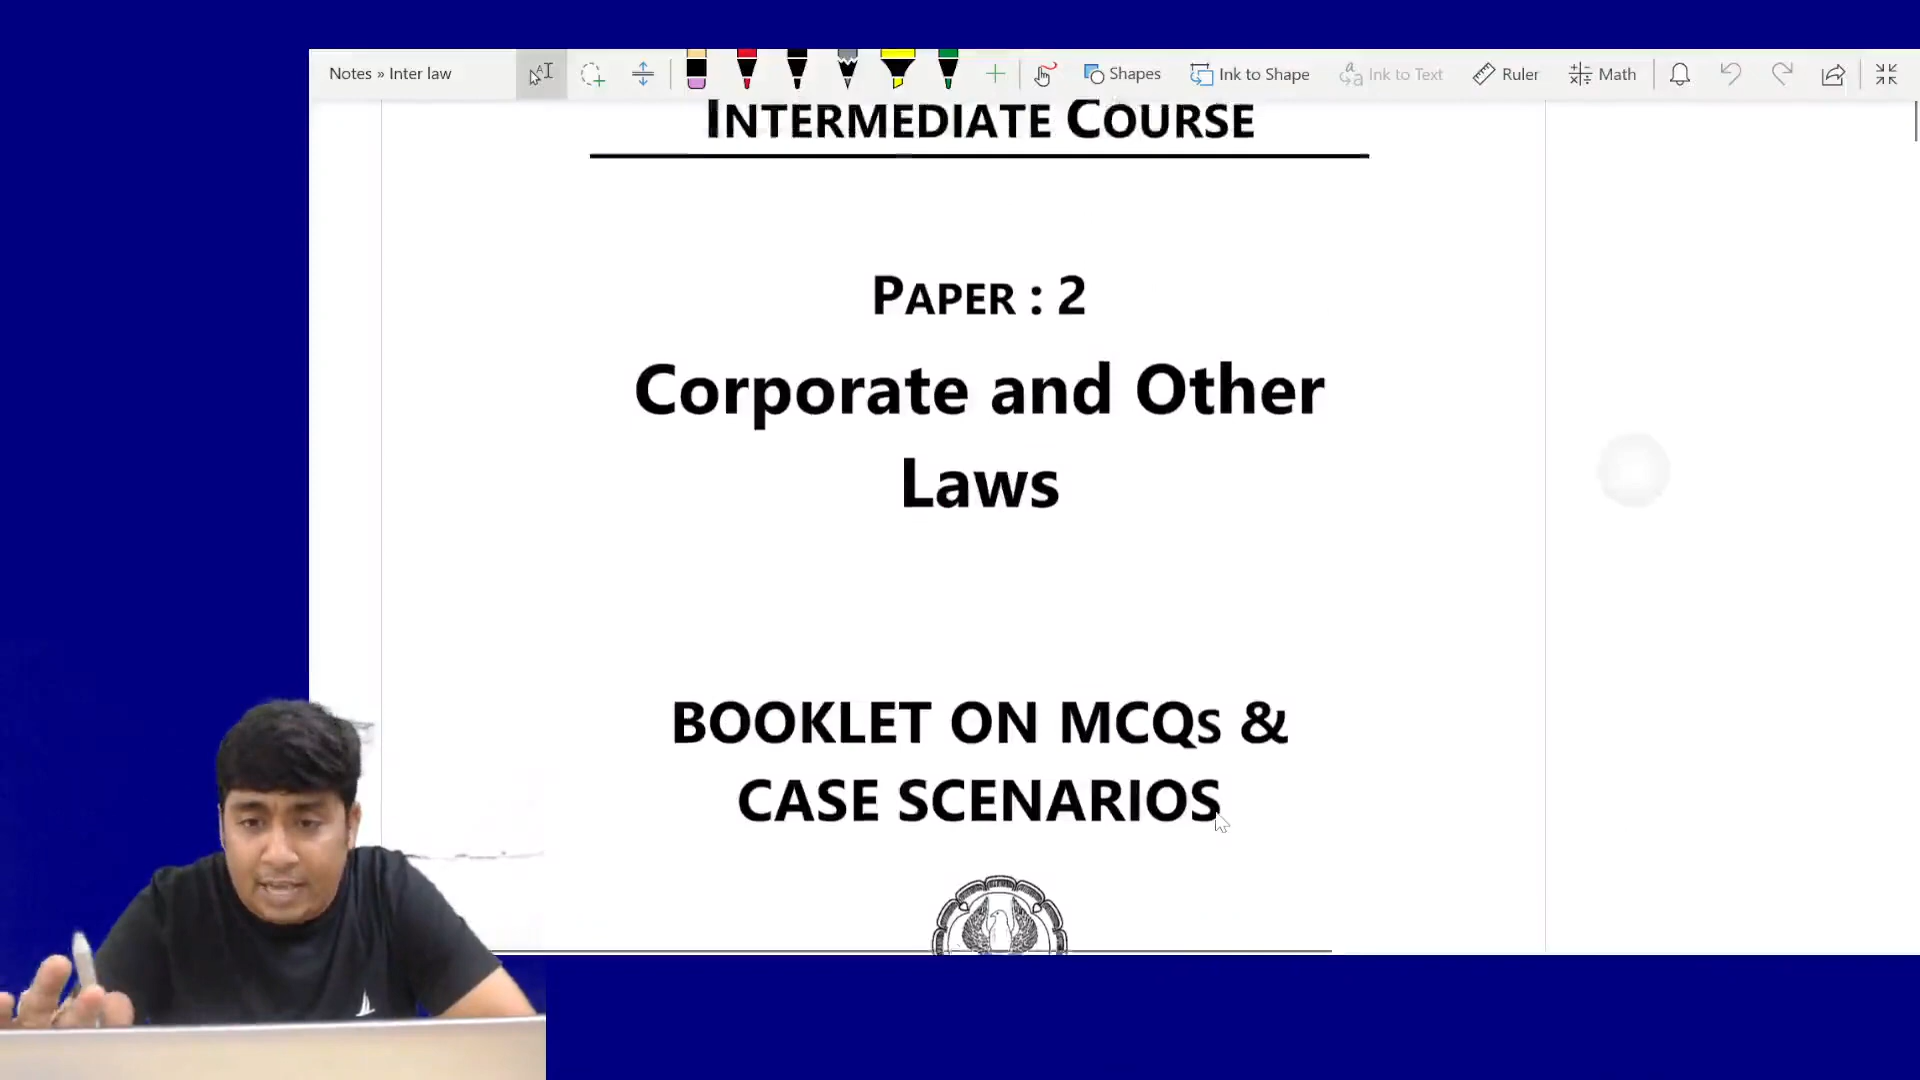 Notes » Inter law
Shapes
Ink to Shape
Ink to Text
Ruler
Math
INTERMEDIATE COURSE
PAPER : 2
Corporate and Other
Laws
BOOKLET ON MCQs &
CASE SCENARIOS